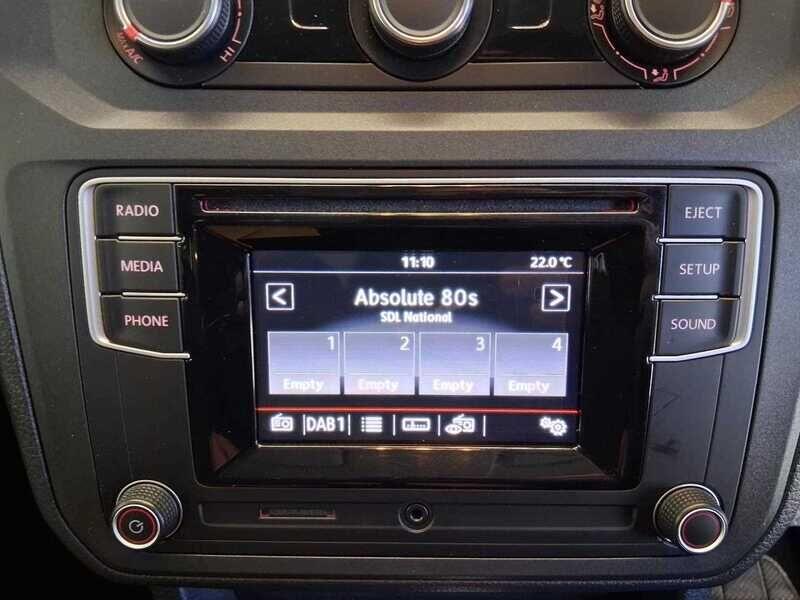 MAX A/C
HI
RADIO
MEDIA
PHONE
EJECT
SETUP
SOUND
11:10
22.0 °C
< Absolute 80s >
SDL National
1 2 3 4
Empty Empty Empty Empty
DAB1